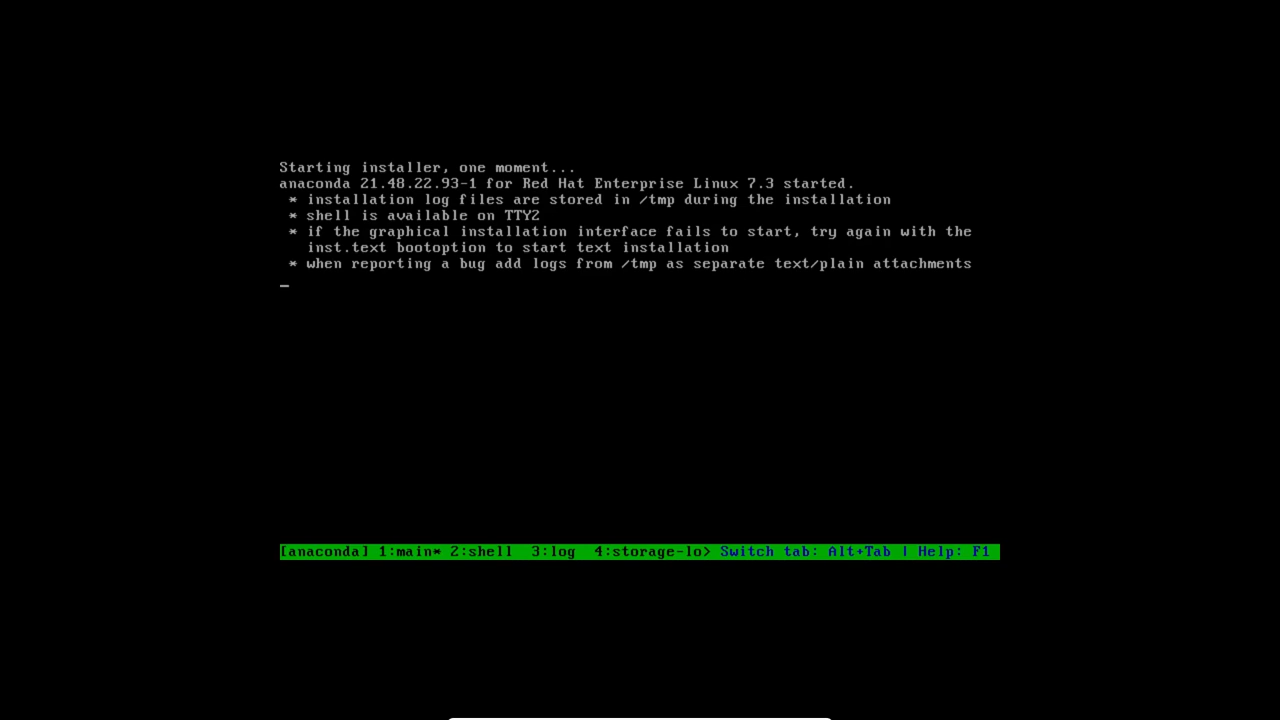 Starting installer, one moment...
anaconda 21.48.22.93-1 for Red Hat Enterprise Linux 7.3 started.
* installation log files are stored in /tmp during the installation
* shell is available on TTY2
* if the graphical installation interface fails to start, try again with the
inst.text bootoption to start text installation
* when reporting a bug add logs from /tmp as separate text/plain attachments
[anaconda] 1:main* 2:shell  3:log  4:storage-lo> Switch tab: Alt+Tab | Help: F1